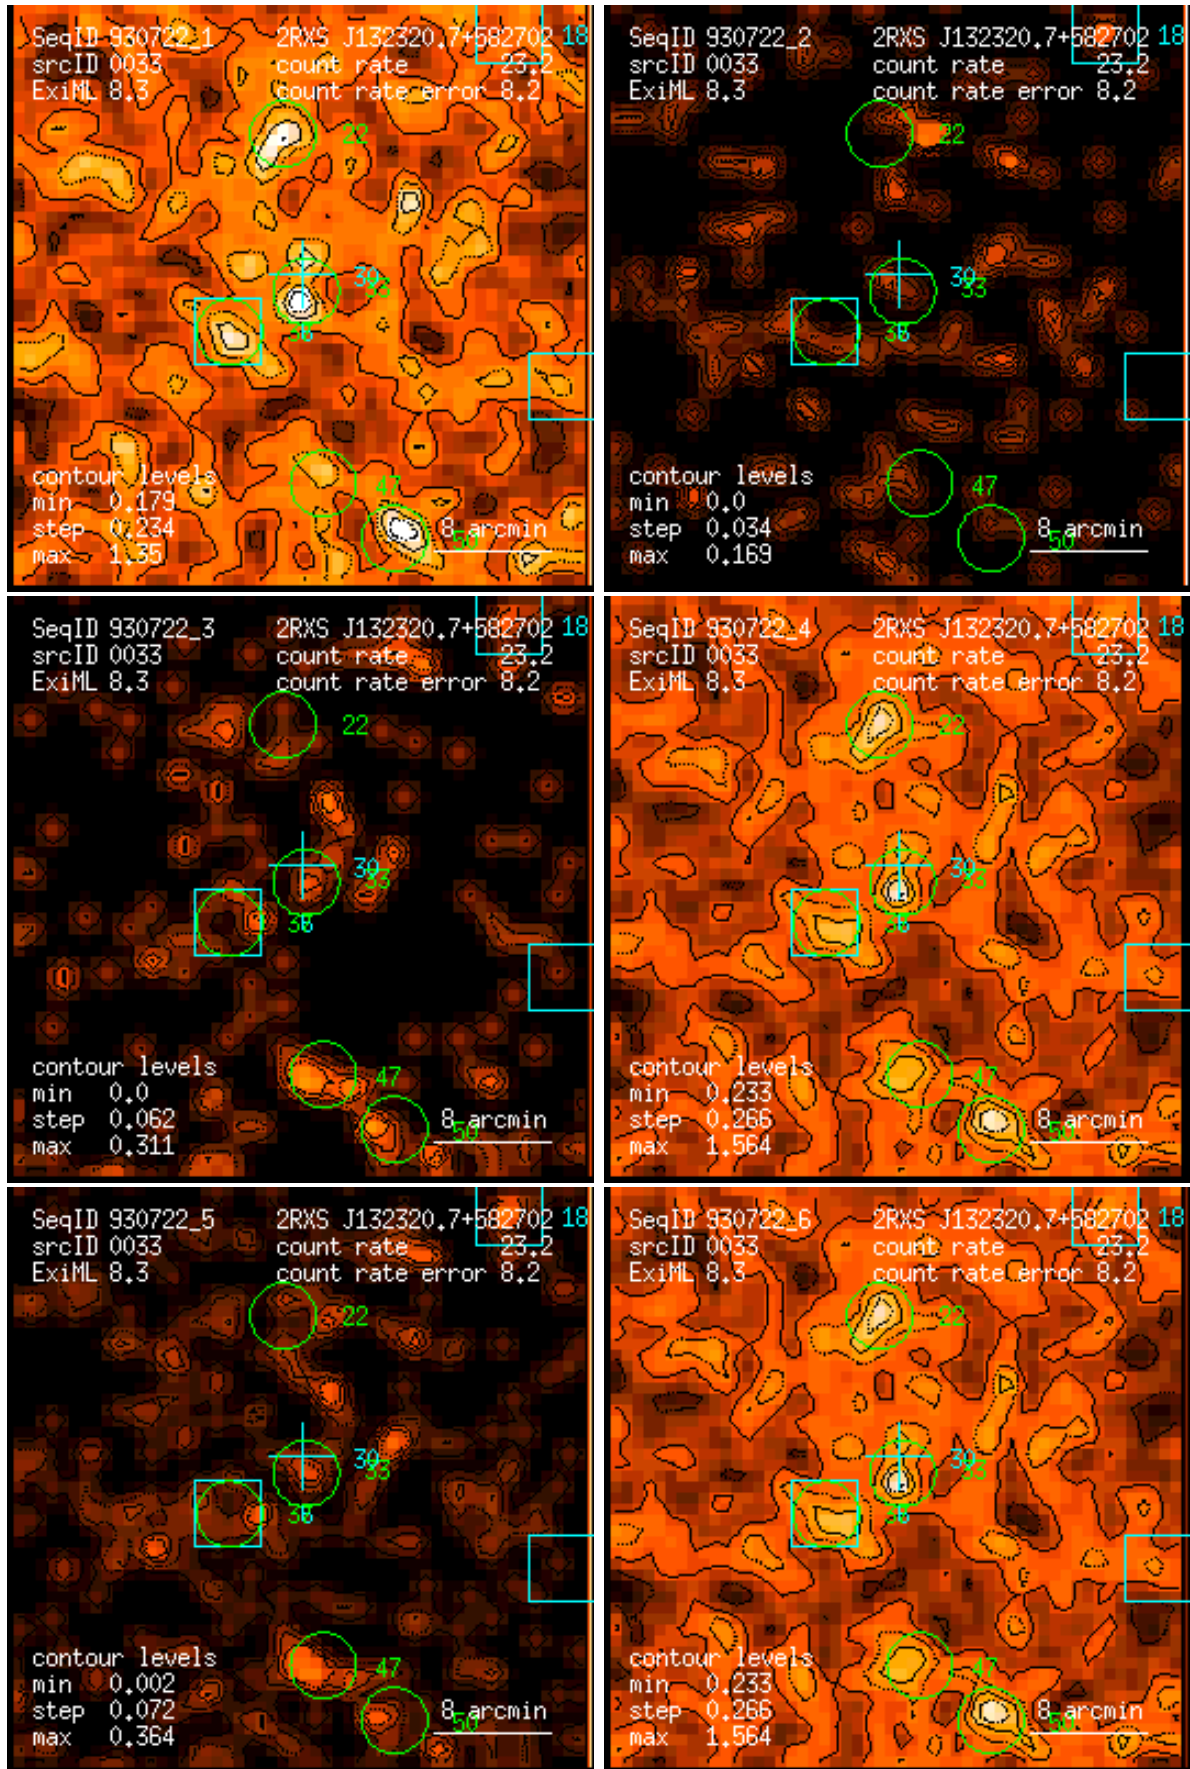 SeqID 930722_1 2RXS J132320.7+582702 18
srcID 0033 count rate 23.2
ExiML 8.3 count rate error 8.2
22
39
33
36
contour levels
min 0.179
step 0.234
max 1.35
47
50
8 arcmin
SeqID 930722_2 2RXS J132320.7+582702 18
srcID 0033 count rate 23.2
ExiML 8.3 count rate error 8.2
22
39
33
36
contour levels
min 0.0
step 0.034
max 0.169
47
50
8 arcmin
SeqID 930722_3 2RXS J132320.7+582702 18
srcID 0033 count rate 23.2
ExiML 8.3 count rate error 8.2
22
39
33
36
contour levels
min 0.0
step 0.062
max 0.311
47
50
8 arcmin
SeqID 930722_4 2RXS J132320.7+582702 18
srcID 0033 count rate 23.2
ExiML 8.3 count rate error 8.2
22
39
33
36
contour levels
min 0.233
step 0.266
max 1.564
47
50
8 arcmin
SeqID 930722_5 2RXS J132320.7+582702 18
srcID 0033 count rate 23.2
ExiML 8.3 count rate error 8.2
22
39
33
36
contour levels
min 0.002
step 0.072
max 0.364
47
50
8 arcmin
SeqID 930722_6 2RXS J132320.7+582702 18
srcID 0033 count rate 23.2
ExiML 8.3 count rate error 8.2
22
39
33
36
contour levels
min 0.233
step 0.266
max 1.564
47
50
8 arcmin